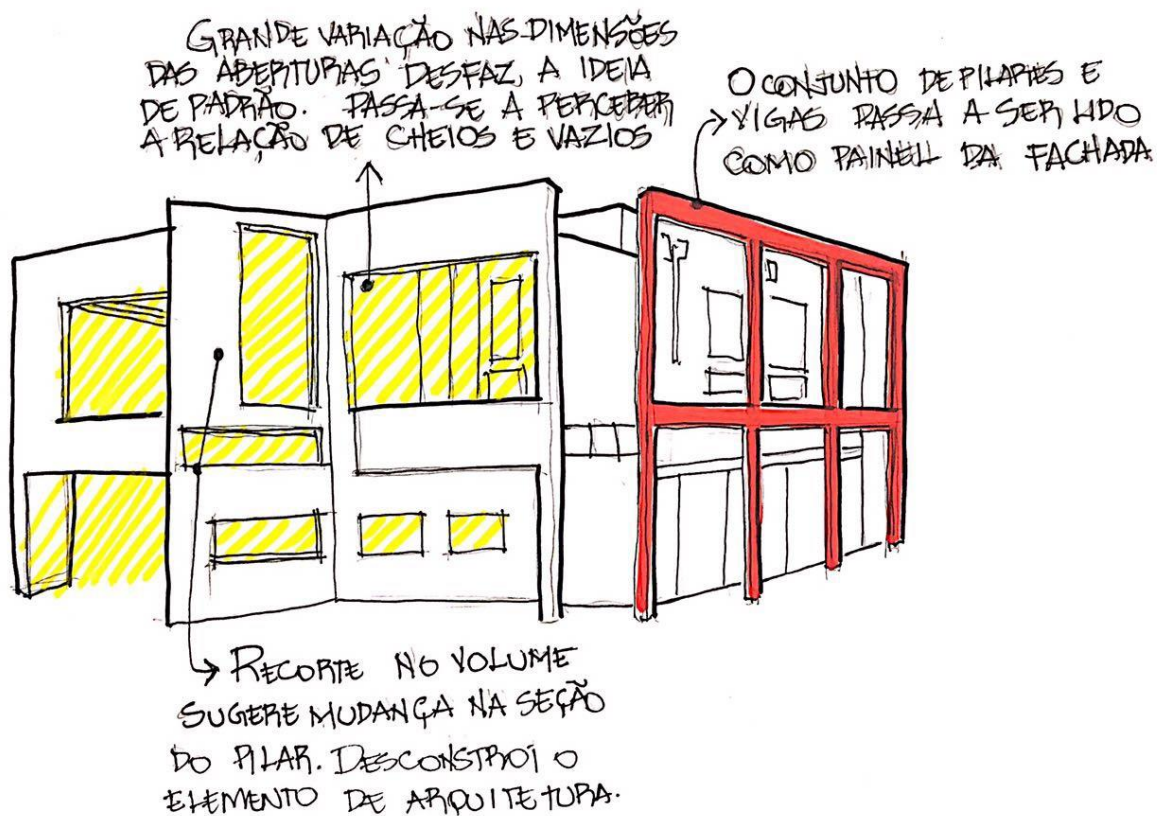 GRANDE VARIAÇÃO NAS DIMENSÕES
DAS ABERTURAS DESFAZ, A IDEIA
DE PADRÃO. PASSA-SE A PERCEBER
A RELAÇÃO DE CHEIOS E VAZIOS
O CONJUNTO DE PILARES E
VIGAS PASSA A SER LIDO
COMO PAINEL DA FACHADA
RECORTE NO VOLUME
SUGERE MUDANÇA NA SEÇÃO
DO PILAR. DESCONSTROI O
ELEMENTO DE ARQUITETURA.